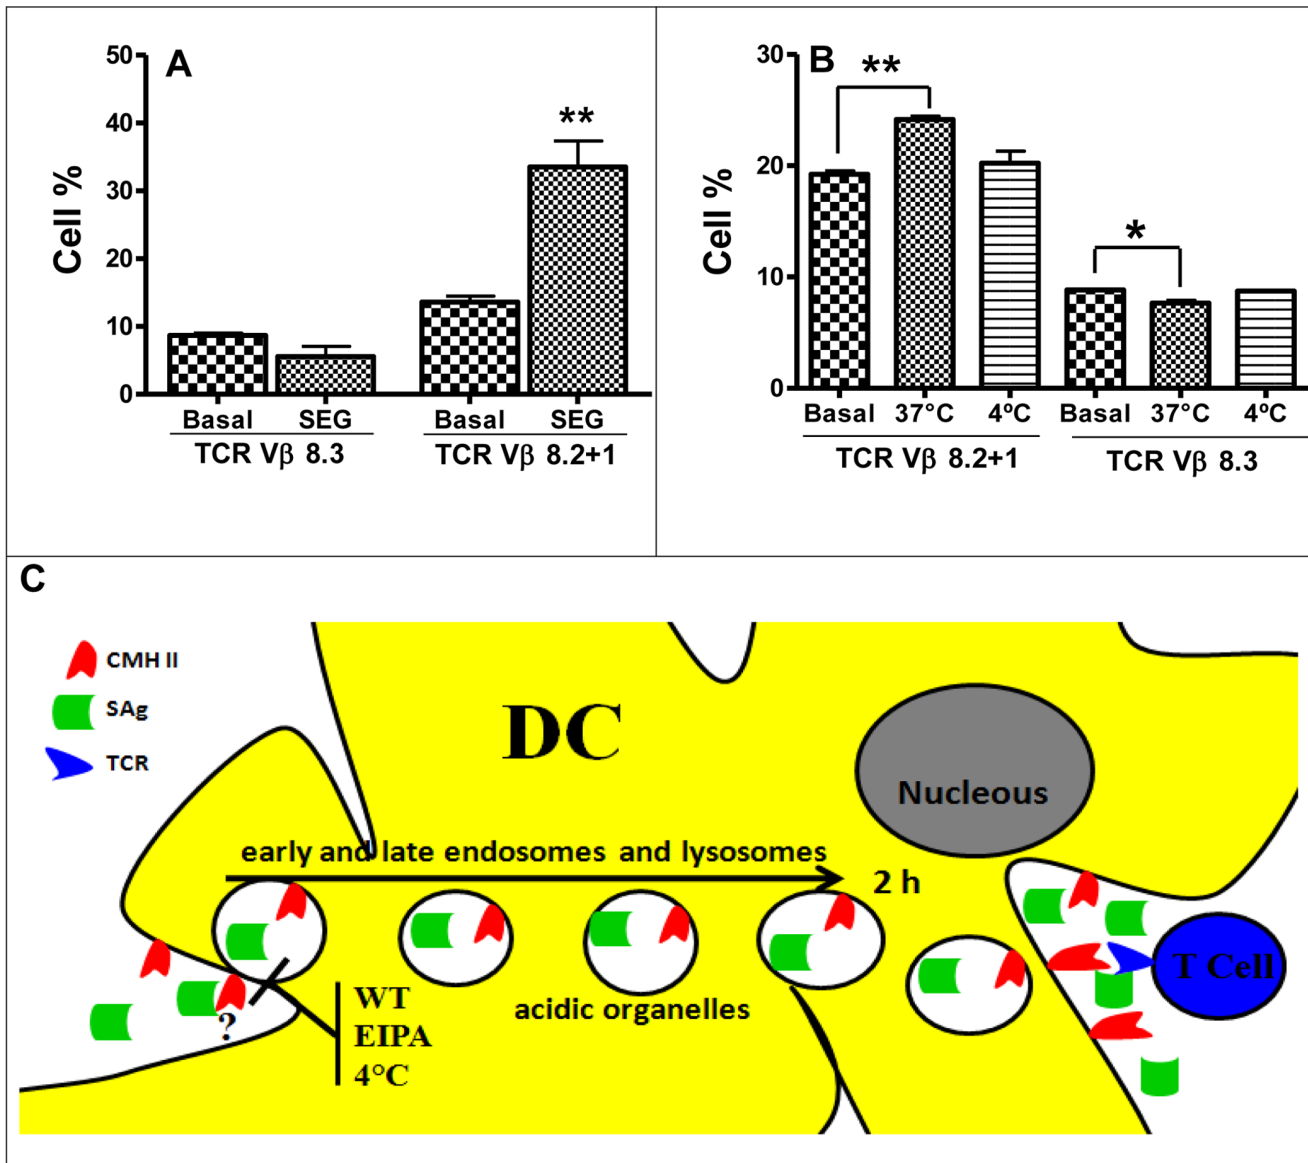 A
50
40
30
20
10
0
Cell %
**
Basal
SEG
Basal
SEG
TCR Vβ 8.3
TCR Vβ 8.2+1
B
30
20
10
0
Cell %
**
*
Basal
37°C
4ºC
Basal
37°C
4ºC
TCR Vβ 8.2+1
TCR Vβ 8.3
C
CMH II
SAg
TCR
DC
Nucleous
early and late endosomes and lysosomes
2 h
T Cell
acidic organelles
?
WT
EIPA
4°C